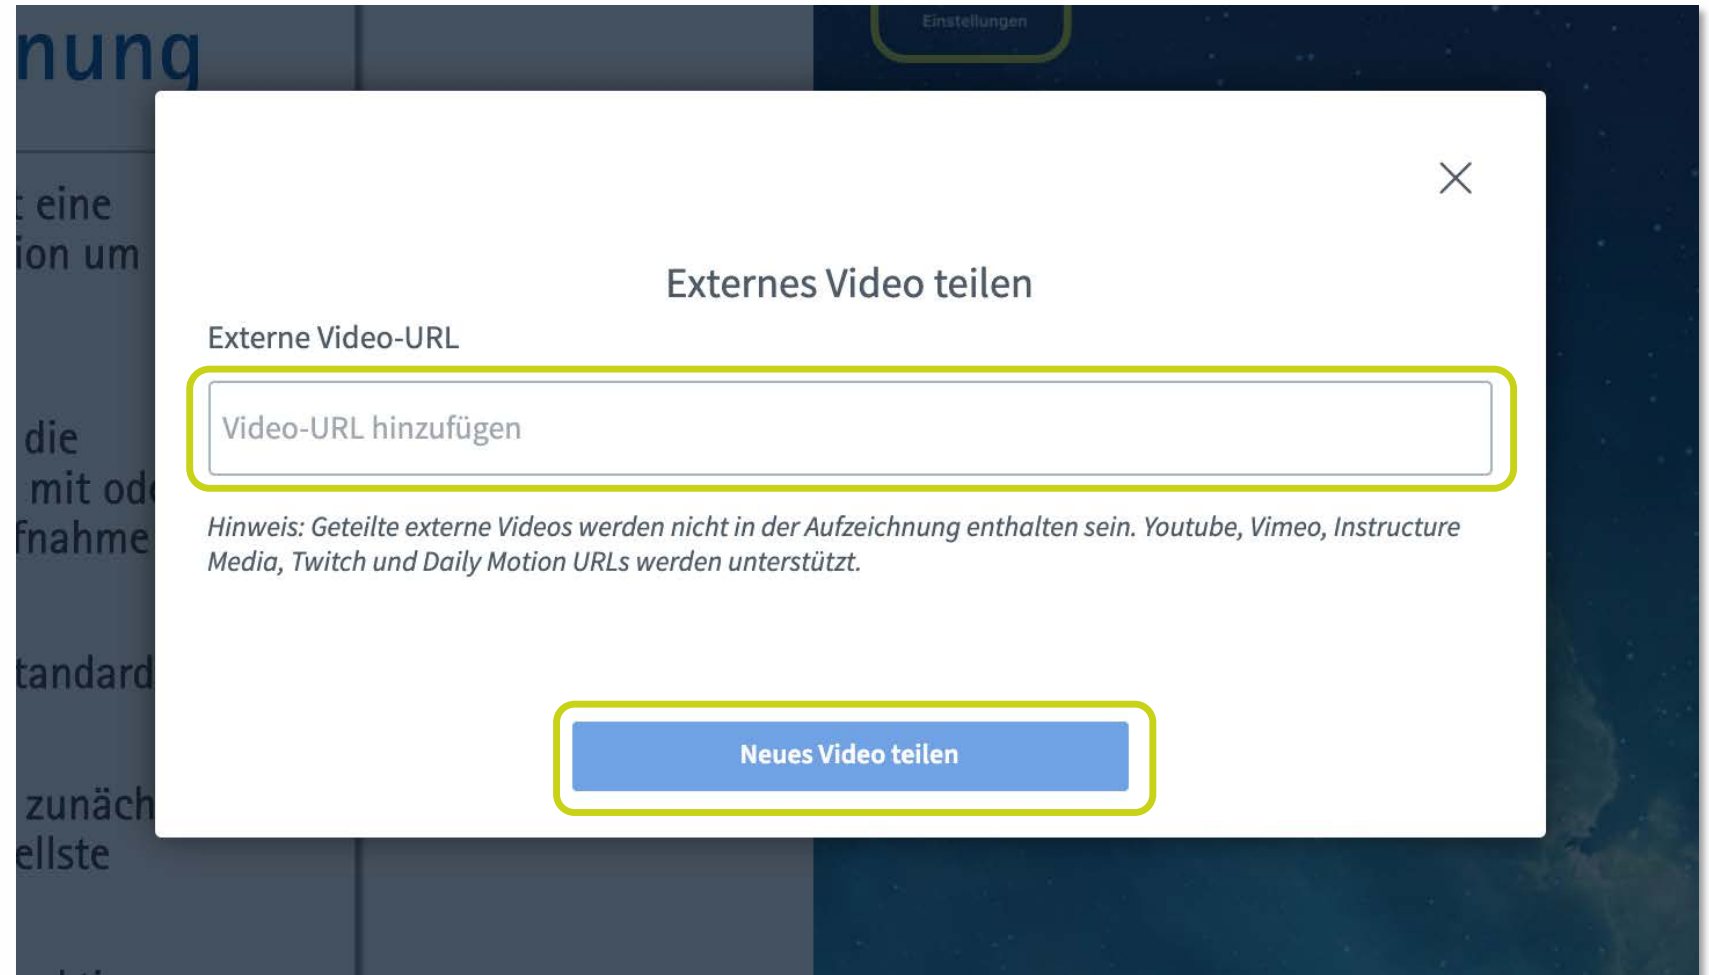 Einstellungen
nung
eine
ion um
die
mit
fnahme
tandard
zunäch
ellste
Externes Video teilen
Externe Video-URL
Video-URL hinzufügen
Hinweis: Geteilte externe Videos werden nicht in der Aufzeichnung enthalten sein. Youtube, Vimeo, Instructure
Media, Twitch und Daily Motion URLs werden unterstützt.
Neues Video teilen